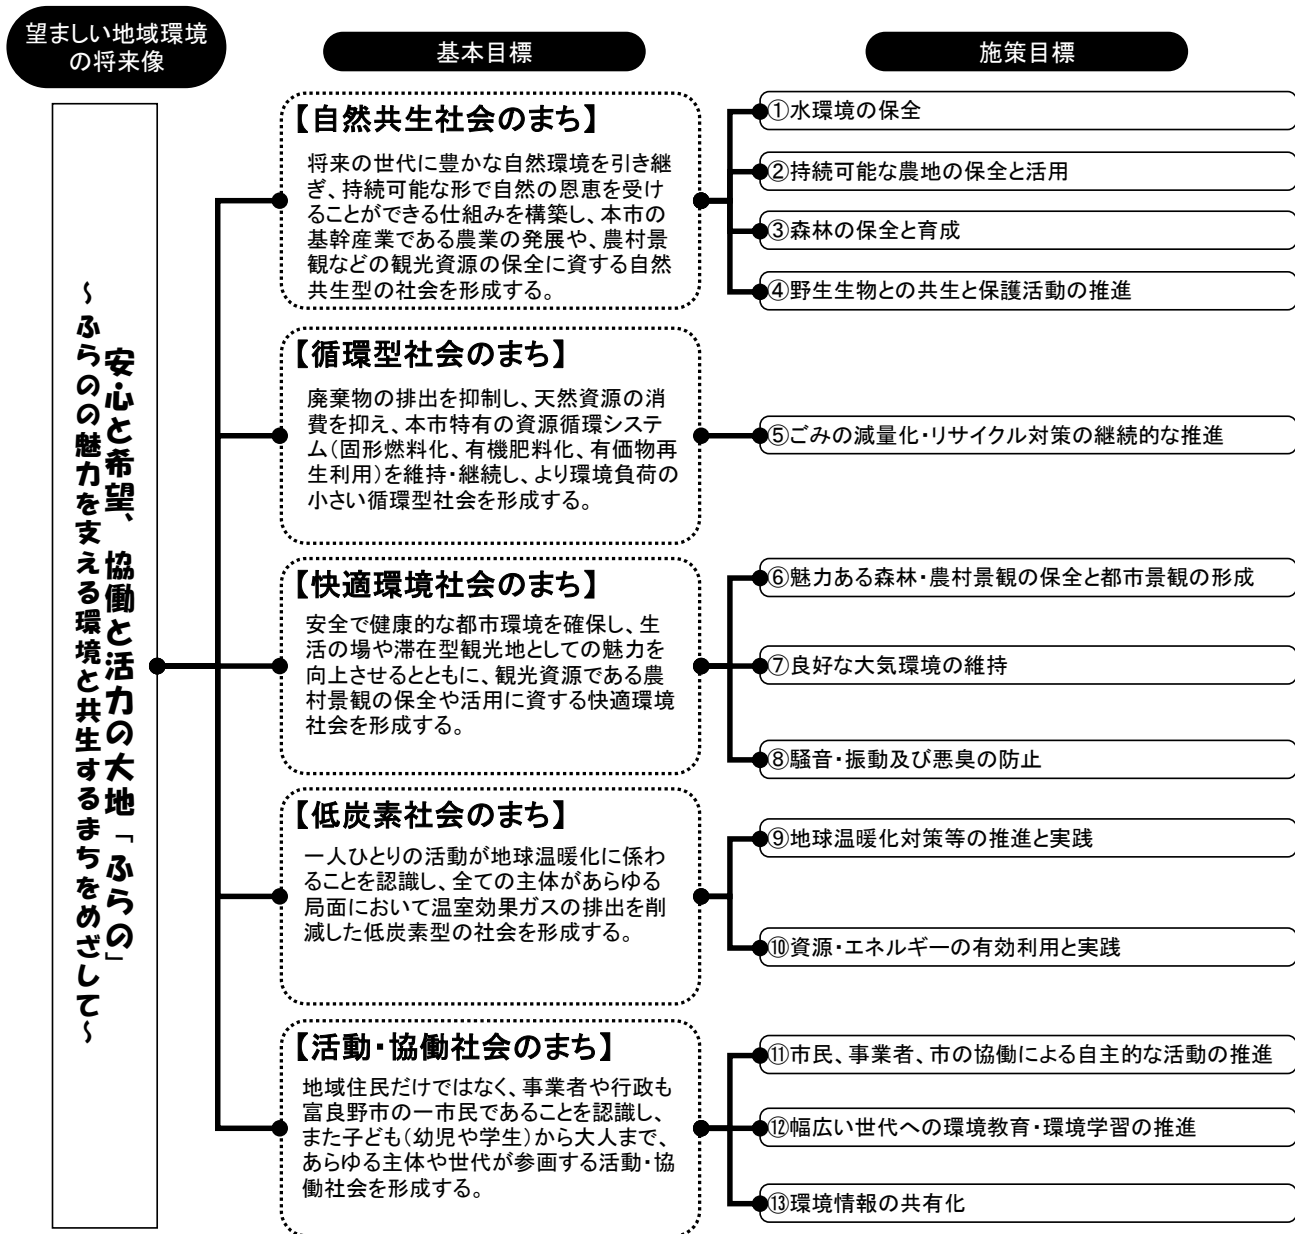 望ましい地域環境
の将来像
基本目標
施策目標
安心と希望、協働と活力の大地「ふらの」
～ふらのの魅力を支える環境と共生するまちをめざして～
【自然共生社会のまち】
将来の世代に豊かな自然環境を引き継
ぎ、持続可能な形で自然の恩恵を受け
ることができる仕組みを構築し、本市の
基幹産業である農業の発展や、農村景
観などの観光資源の保全に資する自然
共生型の社会を形成する。
①水環境の保全
②持続可能な農地の保全と活用
③森林の保全と育成
④野生生物との共生と保護活動の推進
【循環型社会のまち】
廃棄物の排出を抑制し、天然資源の消
費を抑え、本市特有の資源循環システ
ム(固形燃料化、有機肥料化、有価物再
生利用)を維持・継続し、より環境負荷の
小さい循環型社会を形成する。
⑤ごみの減量化・リサイクル対策の継続的な推進
【快適環境社会のまち】
安全で健康的な都市環境を確保し、生
活の場や滞在型観光地としての魅力を
向上させるとともに、観光資源である農
村景観の保全や活用に資する快適環境
社会を形成する。
⑥魅力ある森林・農村景観の保全と都市景観の形成
⑦良好な大気環境の維持
⑧騒音・振動及び悪臭の防止
【低炭素社会のまち】
一人ひとりの活動が地球温暖化に係わ
ることを認識し、全ての主体があらゆる
局面において温室効果ガスの排出を削
減した低炭素型の社会を形成する。
⑨地球温暖化対策等の推進と実践
⑩資源・エネルギーの有効利用と実践
【活動・協働社会のまち】
地域住民だけではなく、事業者や行政も
富良野市の一市民であることを認識し、
また子ども(幼児や学生)から大人まで、
あらゆる主体や世代が参画する活動・協
働社会を形成する。
⑪市民、事業者、市の協働による自主的な活動の推進
⑫幅広い世代への環境教育・環境学習の推進
⑬環境情報の共有化